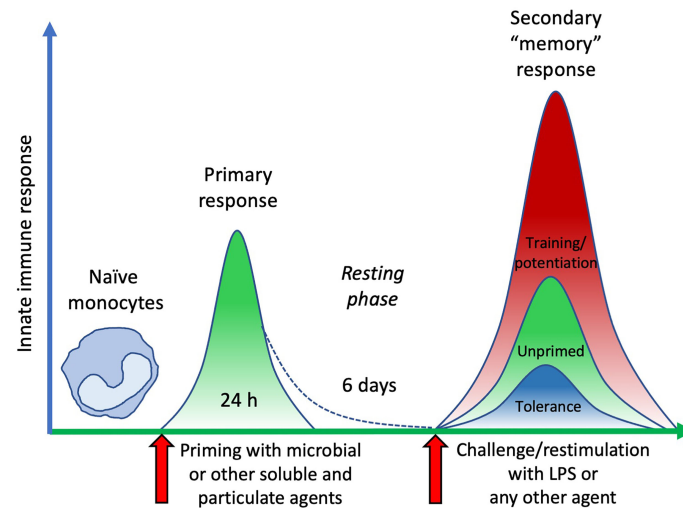 Innate immune response
Naïve
monocytes
Primary
response
24 h
Resting
phase
6 days
Secondary
“memory”
response
Training/
potentiation
Unprimed
Tolerance
Priming with microbial
or other soluble and
particulate agents
Challenge/restimulation
with LPS or
any other agent